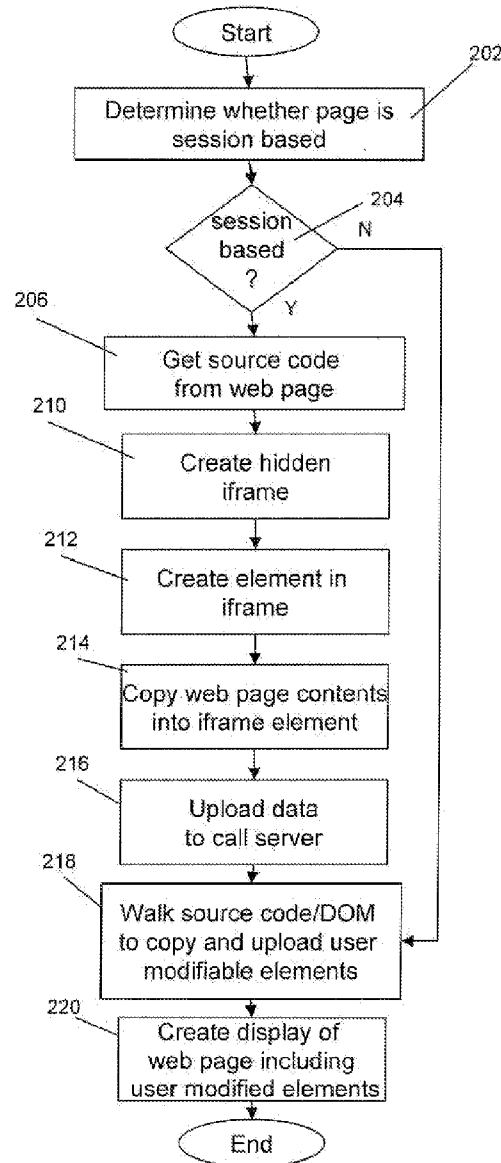 Start
202
Determine whether page is
session based
204
session
based
?
N
Y
206
Get source code
from web page
210
Create hidden
iframe
212
Create element in
iframe
214
Copy web page contents
into iframe element
216
Upload data
to call server
218
Walk source code/DOM
to copy and upload user
modifiable elements
220
Create display of
web page including
user modified elements
End